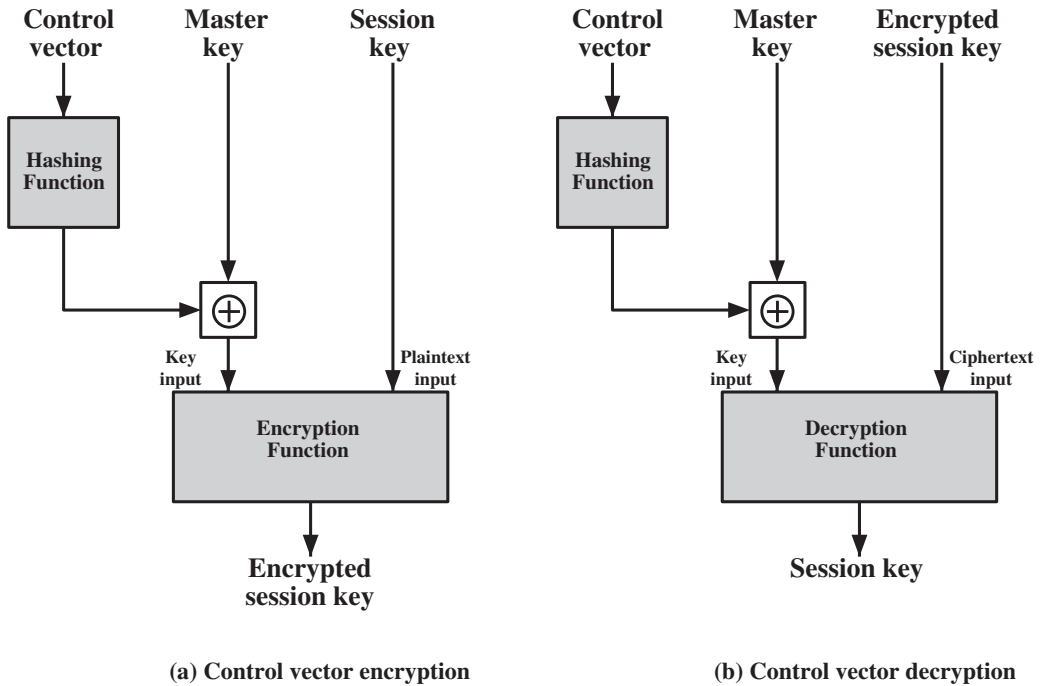 Control
vector
Master
key
Session
key
Hashing
Function
Key
input
Plaintext
input
Encryption
Function
Encrypted
session key
(a) Control vector encryption
Control
vector
Master
key
Encrypted
session key
Hashing
Function
Key
input
Ciphertext
input
Decryption
Function
Session key
(b) Control vector decryption